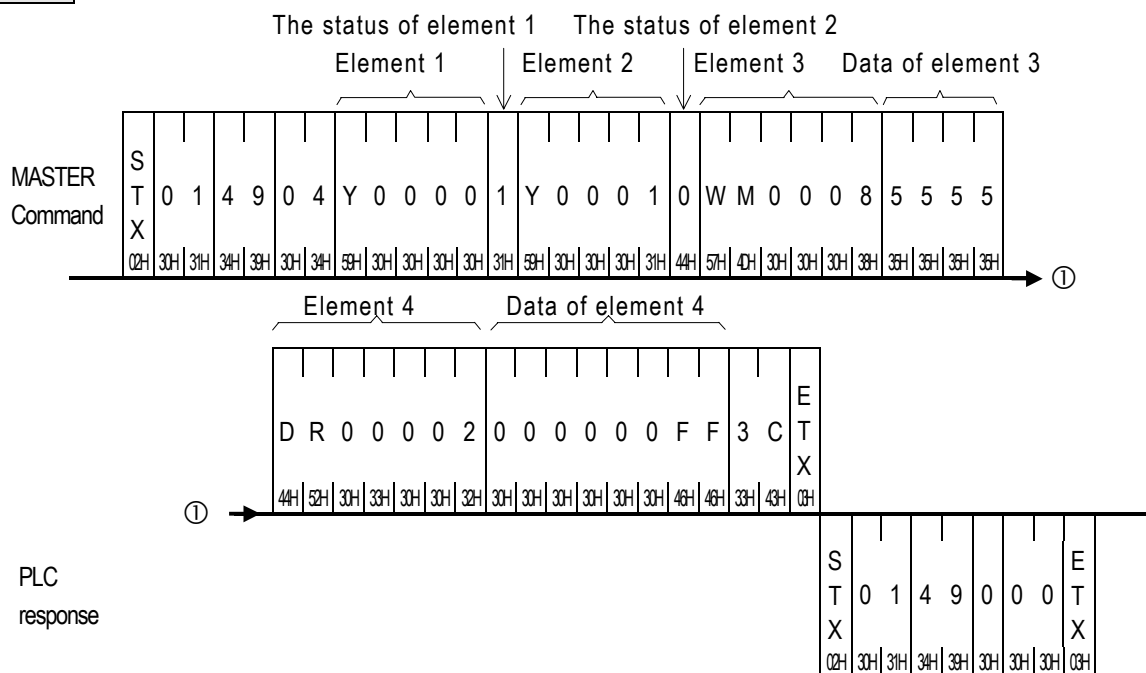 The status of element 1 The status of element 2
Element 1 Element 2 Element 3 Data of element 3
MASTER
Command
S
T
X
0 1 4 9 0 4 Y 0 0 0 0 1 Y 0 0 0 1 0 W M 0 0 0 8 5 5 5 5
02H 30H 31H 34H 39H 30H 34H 59H 30H 30H 30H 30H 31H 59H 30H 30H 30H 31H 44H 57H 4DH 30H 30H 30H 38H 35H 35H 35H 35H
①
Element 4 Data of element 4
D R 0 0 0 0 2 0 0 0 0 0 0 F F 3 C
E
T
X
44H 52H 30H 33H 30H 30H 32H 30H 30H 30H 30H 30H 30H 46H 46H 33H 43H 03H
①
PLC
response
S
T
X
0 1 4 9 0 0 0
E
T
X
02H 30H 31H 34H 39H 30H 30H 30H 03H